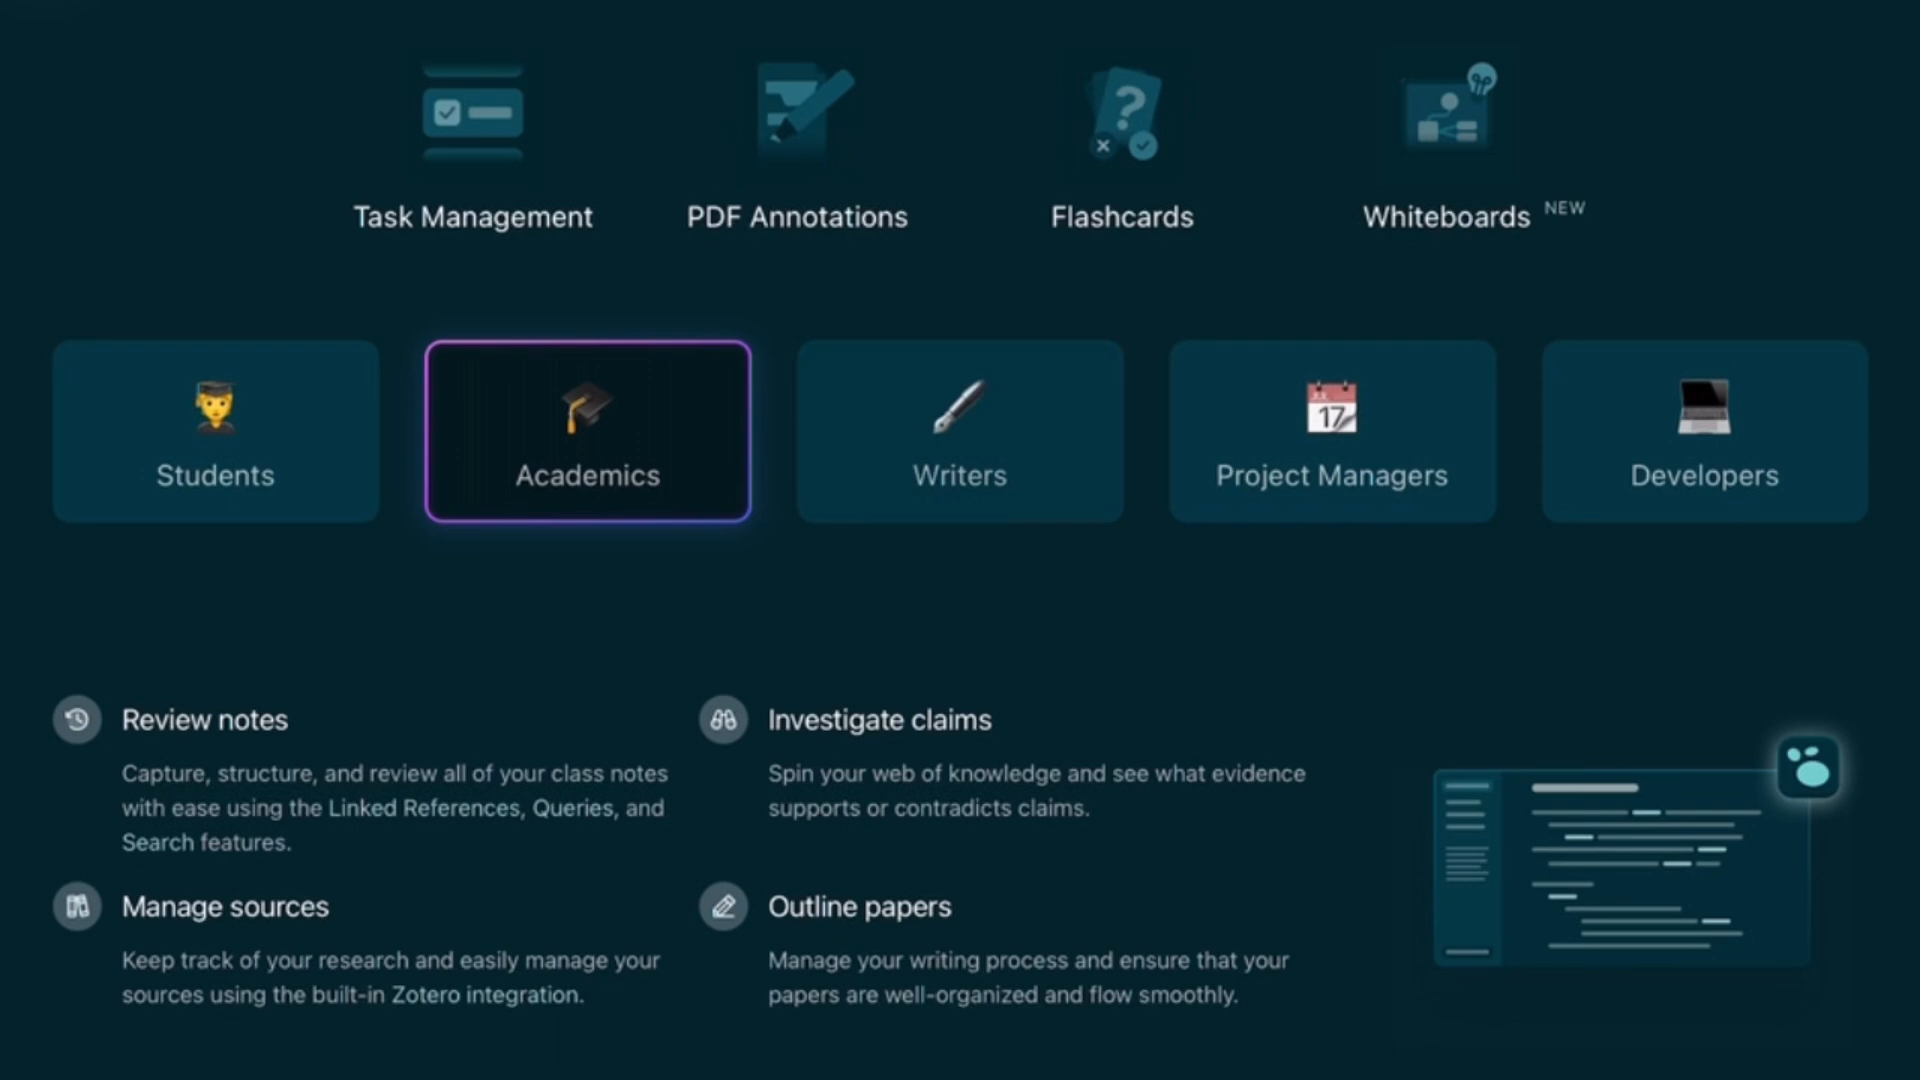 Task Management
PDF Annotations
Flashcards
Whiteboards NEW
Students
Academics
17
Writers
Project Managers
Developers
Review notes
Capture, structure, and review all of your class notes
with ease using the Linked References, Queries, and
Search features.
Investigate claims
Spin your web of knowledge and see what evidence
supports or contradicts claims.
Manage sources
Keep track of your research and easily manage your
sources using the built-in Zotero integration.
Outline papers
Manage your writing process and ensure that your
papers are well-organized and flow smoothly.